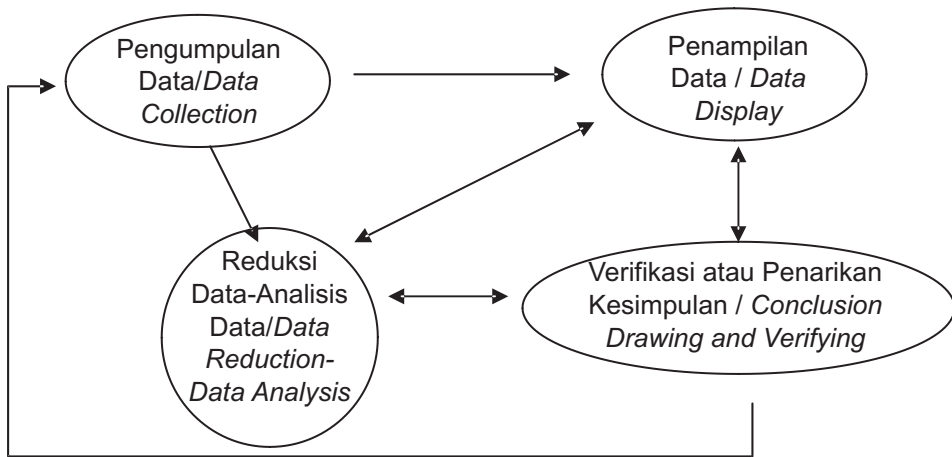 Pengumpulan
Data/Data
Collection
Penampilan
Data / Data
Display
Reduksi
Data-Analisis
Data/Data
Reduction-
Data Analysis
Verifikasi atau Penarikan
Kesimpulan / Conclusion
Drawing and Verifying